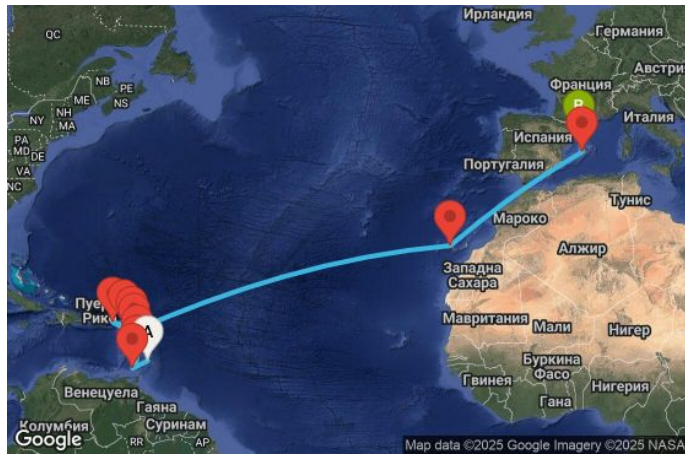 Ирландия
QC
Германия
NB
PE
Австрия
ME
NS
Франция
B
NH
NY
MA
Италия
Испания
PA
MD
DE
Португалия
VA
NC
Тунис
Мароко
Алжир
Западна
Сахара
Пуерто
Рико
A
Мавритания
Мали
Нигер
Буркина
Фасо
Венецуела
Гвинея
Нигерия
Гаяна
Гана
Колумбия
Суринам
RR
AP
Google
Map data ©2025 Google Imagery ©2025 NASA